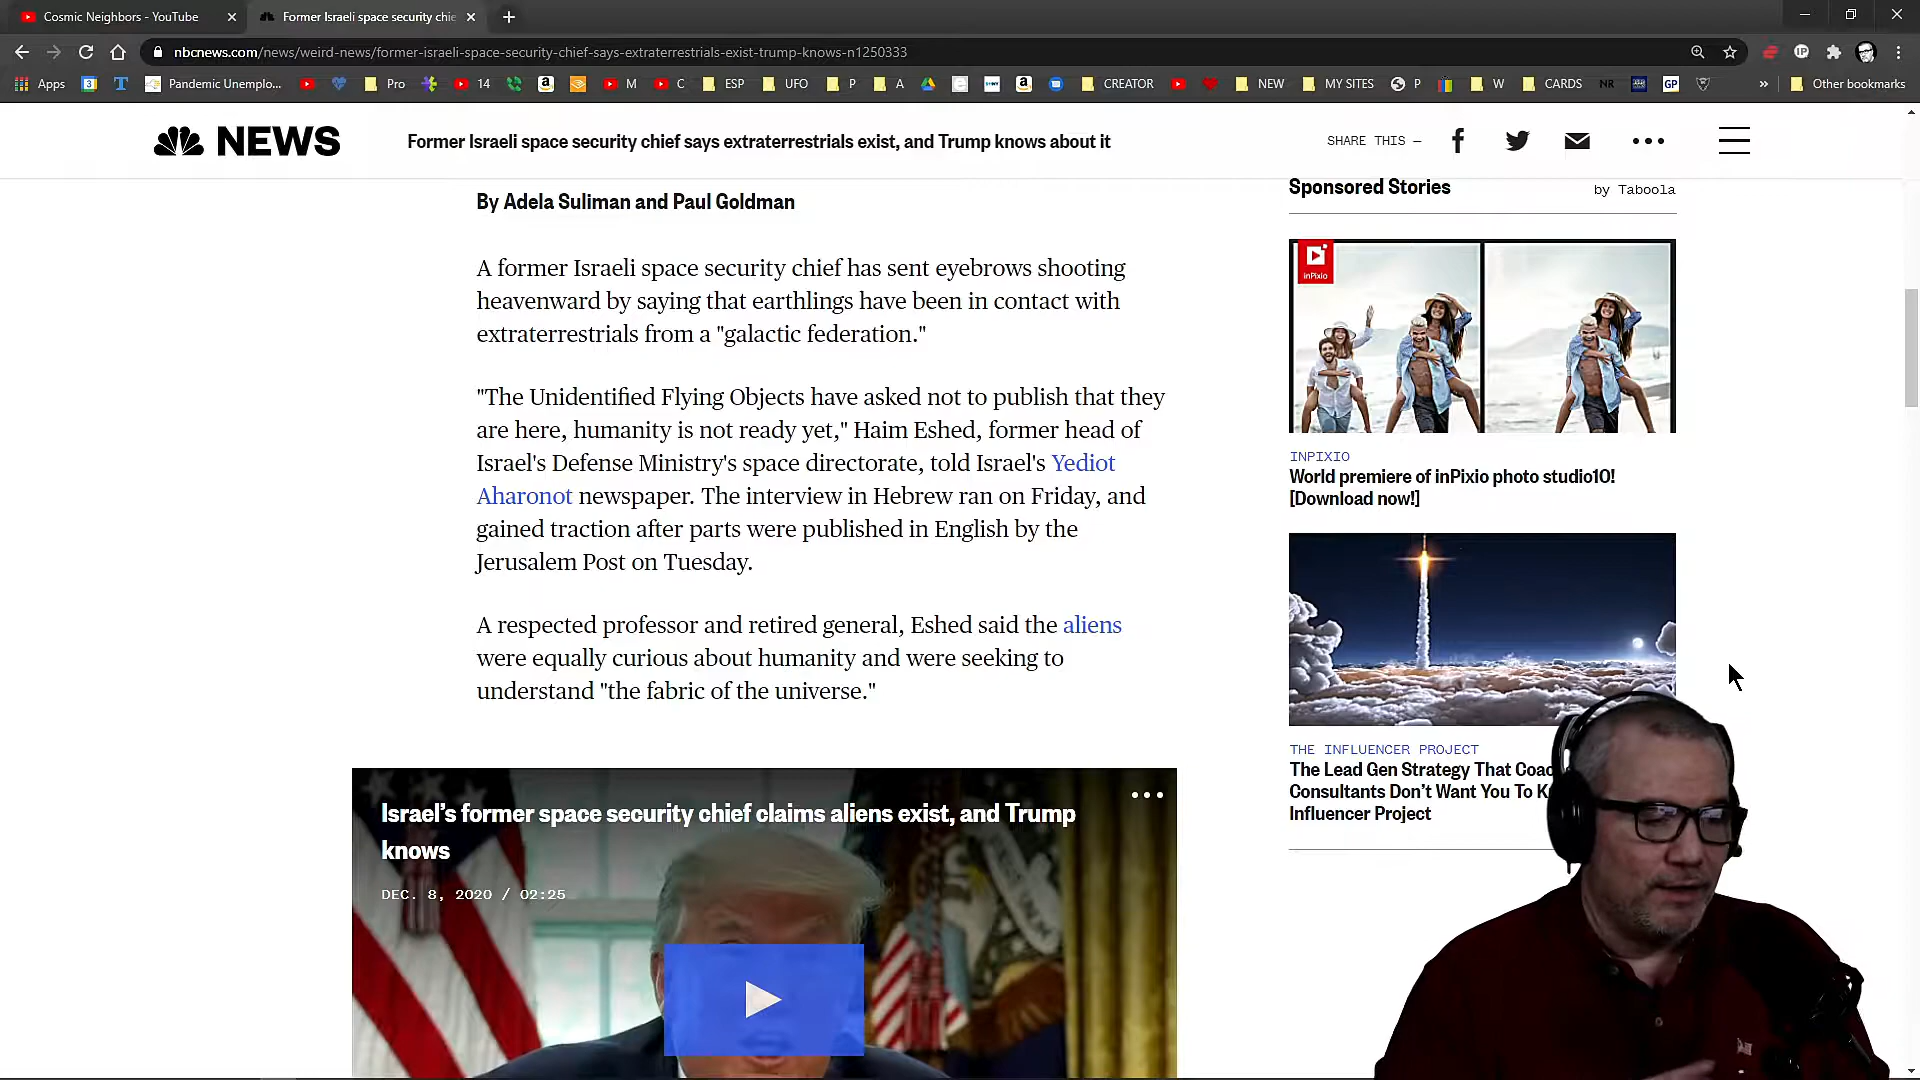 Cosmic Neighbors - YouTube
Former Israeli space security chie
nbcnews.com/news/weird-news/former-israeli-space-security-chief-says-extraterrestrials-exist-trump-knows-n1250333
Apps
Pandemic Unemplo...
Pro
14
M
C
ESP
UFO
P
A
CREATOR
NEW
MY SITES
P
W
CARDS
NR
GP
»
Other bookmarks
NEWS
Former Israeli space security chief says extraterrestrials exist, and Trump knows about it
SHARE THIS —
By Adela Suliman and Paul Goldman
A former Israeli space security chief has sent eyebrows shooting
heavenward by saying that earthlings have been in contact with
extraterrestrials from a "galactic federation."
"The Unidentified Flying Objects have asked not to publish that they
are here, humanity is not ready yet," Haim Eshed, former head of
Israel's Defense Ministry's space directorate, told Israel's Yediot
Aharonot newspaper. The interview in Hebrew ran on Friday, and
gained traction after parts were published in English by the
Jerusalem Post on Tuesday.
A respected professor and retired general, Eshed said the aliens
were equally curious about humanity and were seeking to
understand "the fabric of the universe."
Israel's former space security chief claims aliens exist, and Trump
knows
DEC. 8, 2020 / 02:25
Sponsored Stories
by Taboola
inPixio
INPIXIO
World premiere of inPixio photo studio10!
[Download now!]
THE INFLUENCER PROJECT
The Lead Gen Strategy That Coac
Consultants Don't Want You To K
Influencer Project